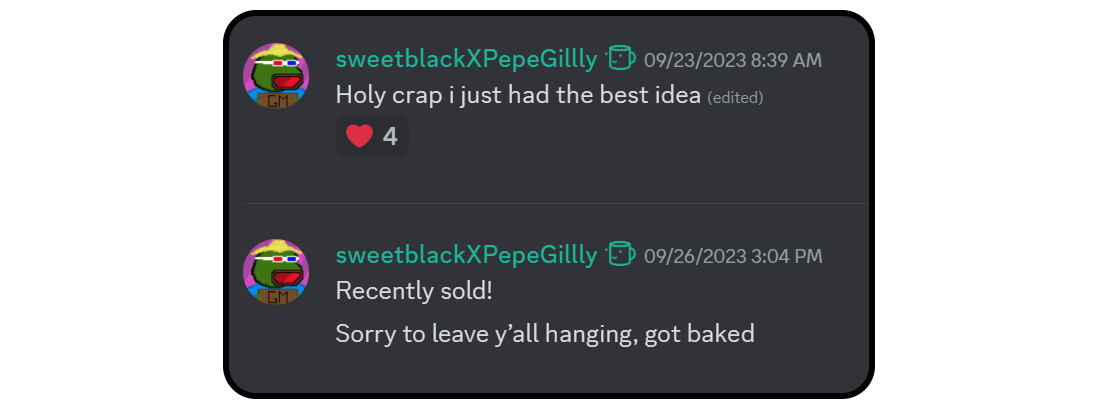 sweetblackXPepeGillly 09/23/2023 8:39 AM
Holy crap i just had the best idea (edited)
4
sweetblackXPepeGillly 09/26/2023 3:04 PM
Recently sold!
Sorry to leave y’all hanging, got baked
GM
GM